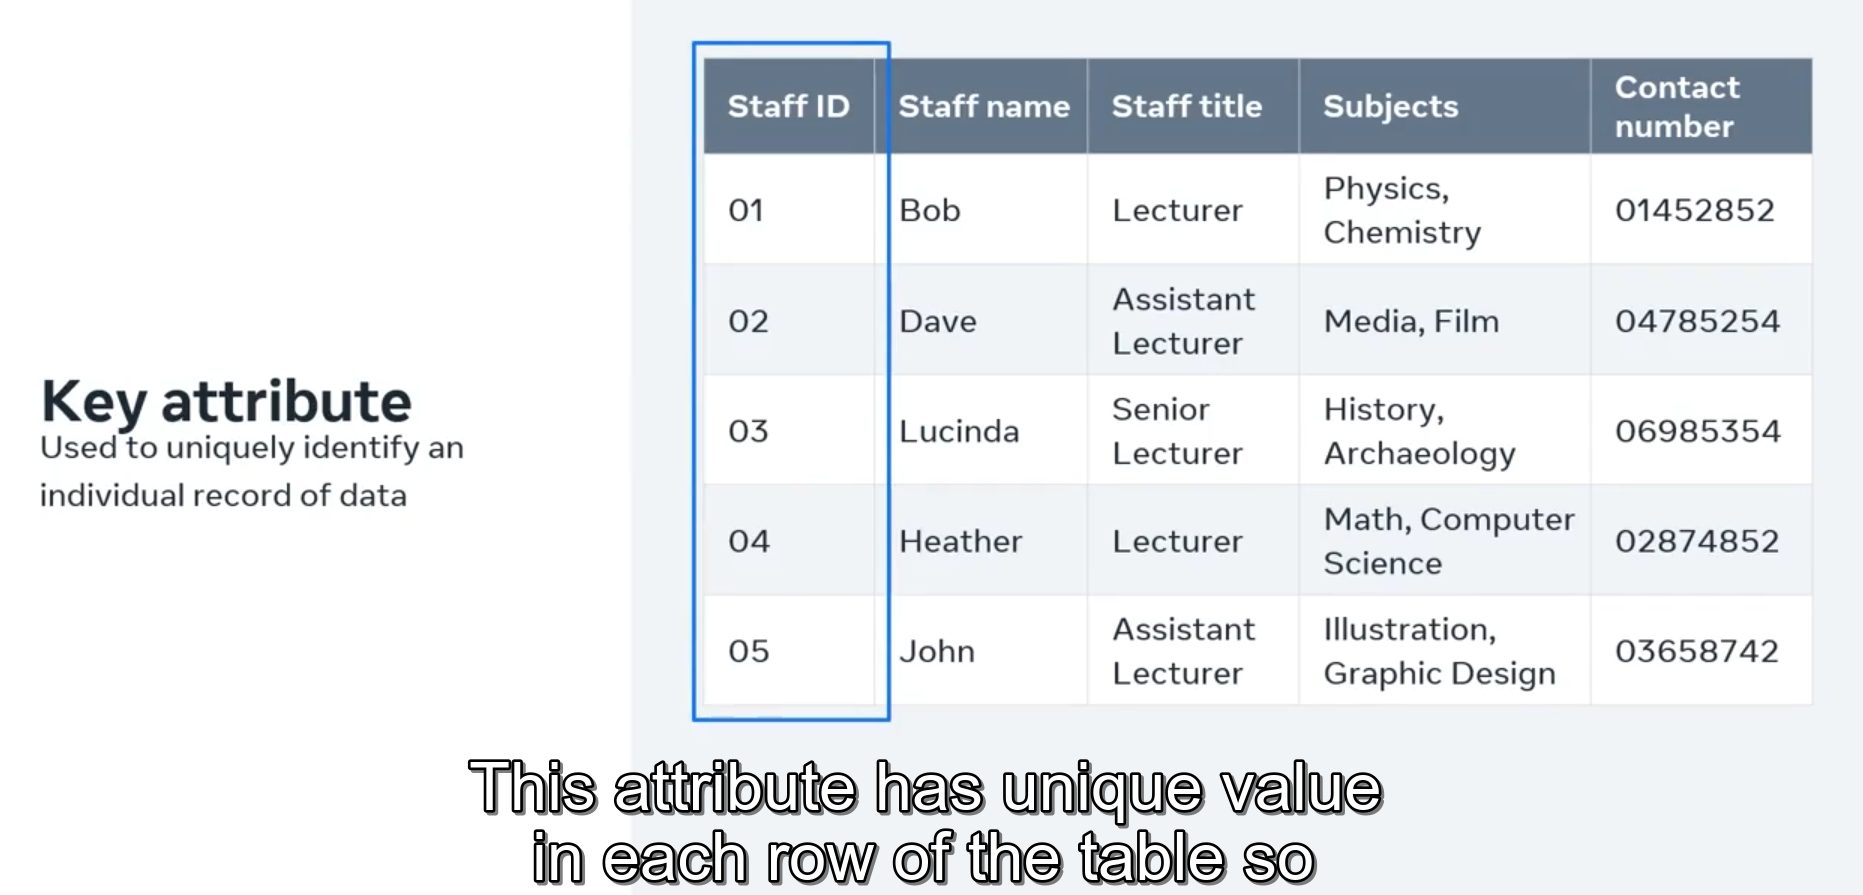 Key attribute
Used to uniquely identify an
individual record of data
Staff ID Staff name Staff title Subjects Contact number
01 Bob Lecturer Physics, Chemistry 01452852
02 Dave Assistant Lecturer Media, Film 04785254
03 Lucinda Senior Lecturer History, Archaeology 06985354
04 Heather Lecturer Math, Computer Science 02874852
05 John Assistant Lecturer Illustration, Graphic Design 03658742
This attribute has unique value
in each row of the table so